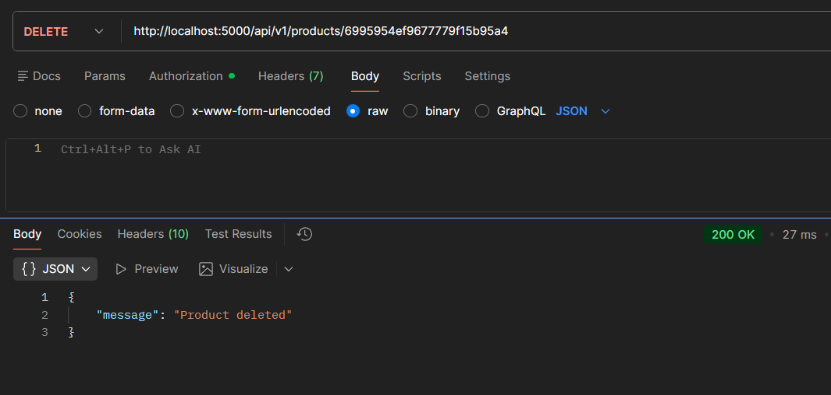 DELETE http://localhost:5000/api/v1/products/6995954ef9677779f15b95a4
Docs Params Authorization Headers (7) Body Scripts Settings
none form-data x-www-form-urlencoded raw binary GraphQL JSON
1 Ctrl+Alt+P to Ask AI
Body Cookies Headers (10) Test Results 200 OK • 27 ms •
{} JSON Preview Visualize
1 {
2 "message": "Product deleted"
3 }